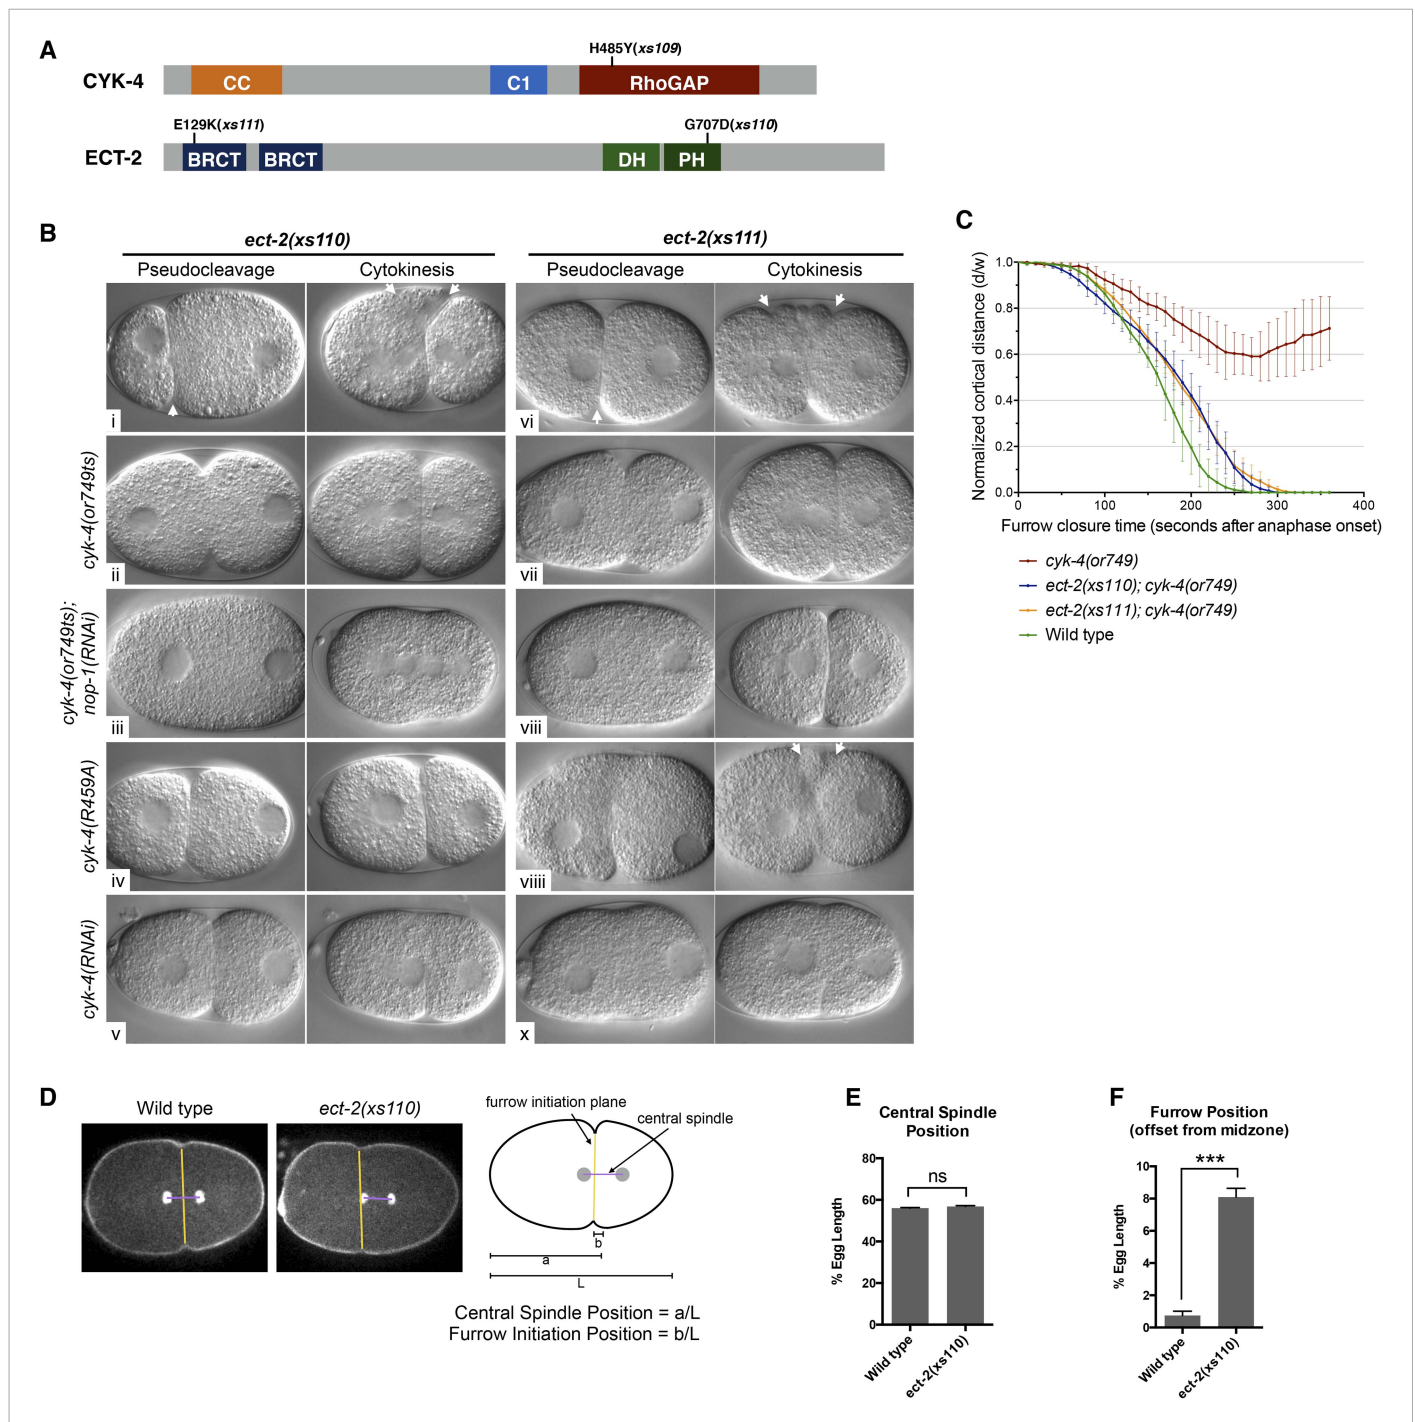 A
H485Y(xs109)
CYK-4
CC
C1
RhoGAP
E129K(xs111)
G707D(xs110)
ECT-2
BRCT
BRCT
DH
PH
B
ect-2(xs110)
ect-2(xs111)
Pseudocleavage
Cytokinesis
Pseudocleavage
Cytokinesis
i
vi
cyk-4(or749ts)
ii
vii
cyk-4(or749ts);
nop-1(RNAi)
iii
viii
cyk-4(R459A)
iv
viiii
cyk-4(RNAi)
v
x
C
Normalized cortical distance (d/w)
1.0
0.8
0.6
0.4
0.2
0.0
0
100
200
300
400
Furrow closure time (seconds after anaphase onset)
cyk-4(or749)
ect-2(xs110); cyk-4(or749)
ect-2(xs111); cyk-4(or749)
Wild type
D
Wild type
ect-2(xs110)
furrow initiation plane
central spindle
b
a
L
Central Spindle Position = a/L
Furrow Initiation Position = b/L
E
Central Spindle
Position
% Egg Length
80
60
40
20
0
ns
Wild type
ect-2(xs110)
F
Furrow Position
(offset from midzone)
% Egg Length
10
8
6
4
2
0
***
Wild type
ect-2(xs110)